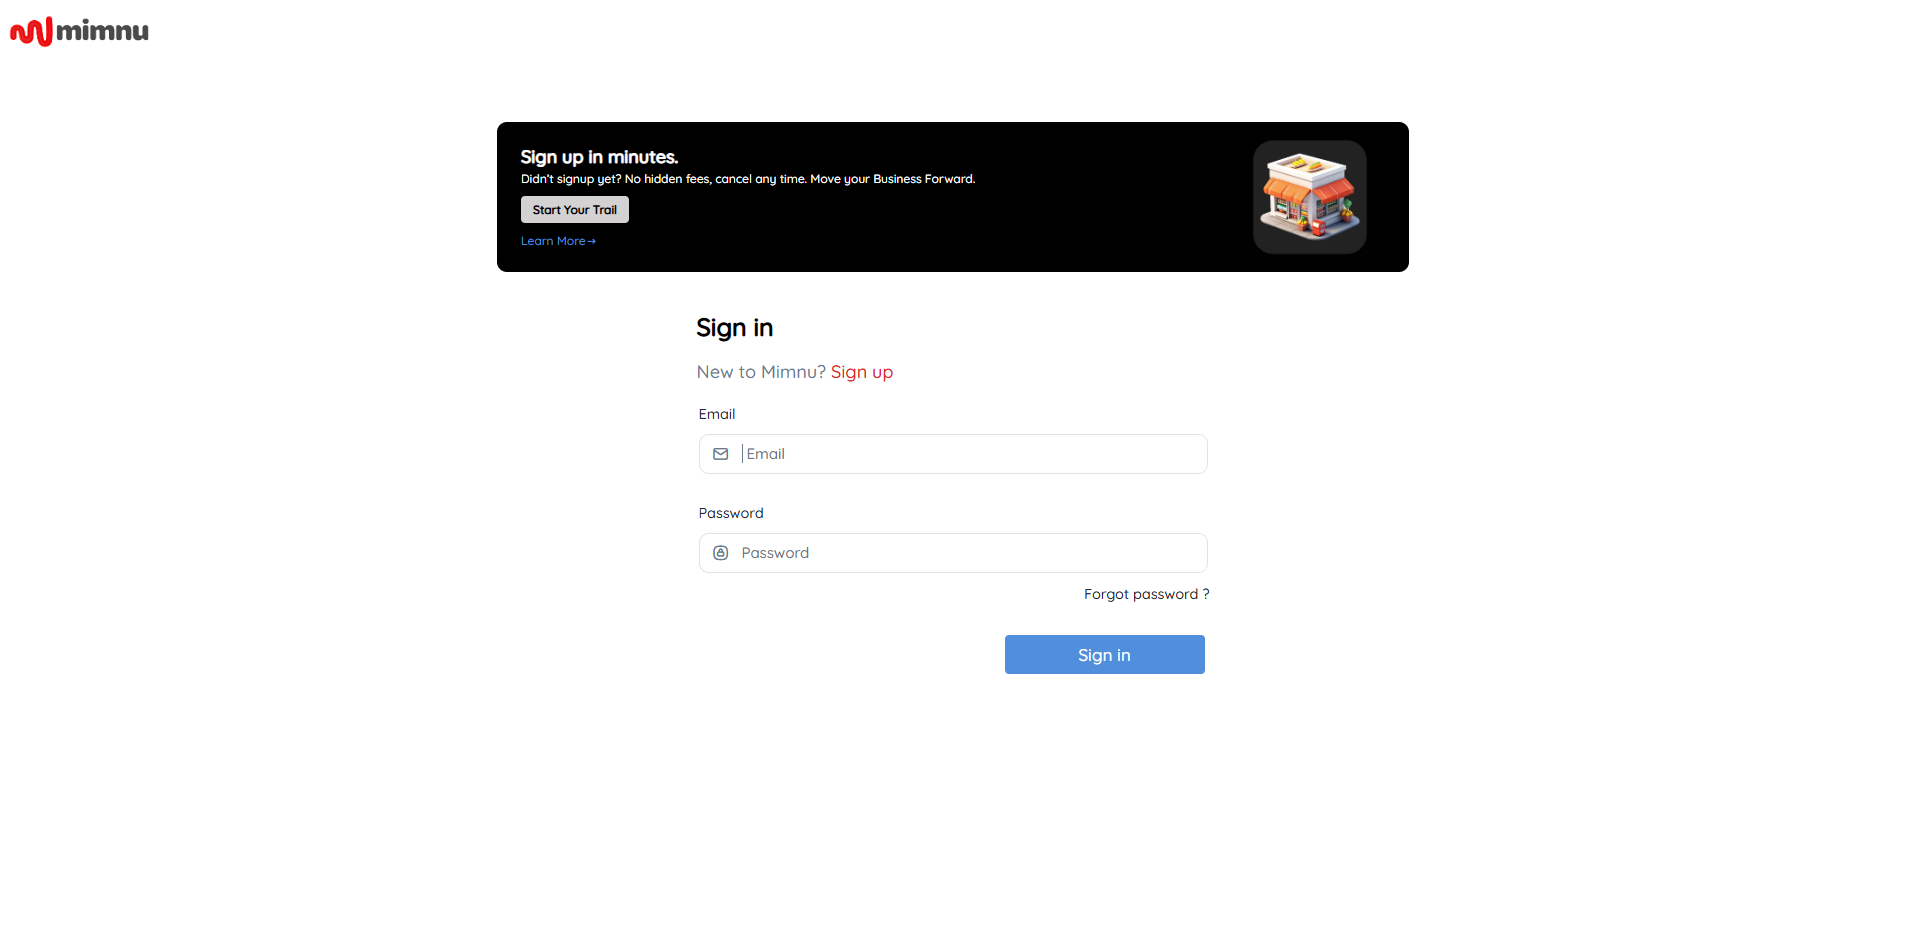 mimnu
Sign up in minutes.
Didn't signup yet? No hidden fees, cancel any time. Move your Business Forward.
Start Your Trail
Learn More→
Sign in
New to Mimnu? Sign up
Email
Email
Password
Password
Forgot password ?
Sign in